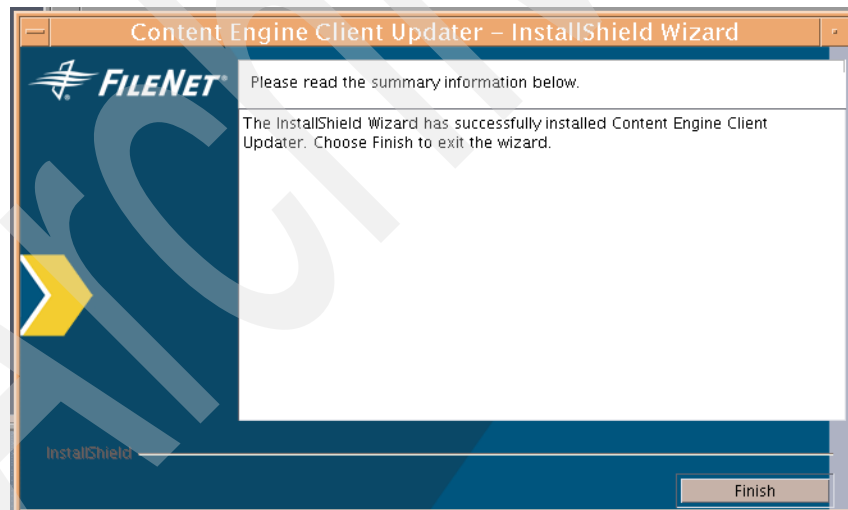 Content Engine Client Updater – InstallShield Wizard
FILENET
Please read the summary information below.
The InstallShield Wizard has successfully installed Content Engine Client
Updater. Choose Finish to exit the wizard.
InstallShield
Finish